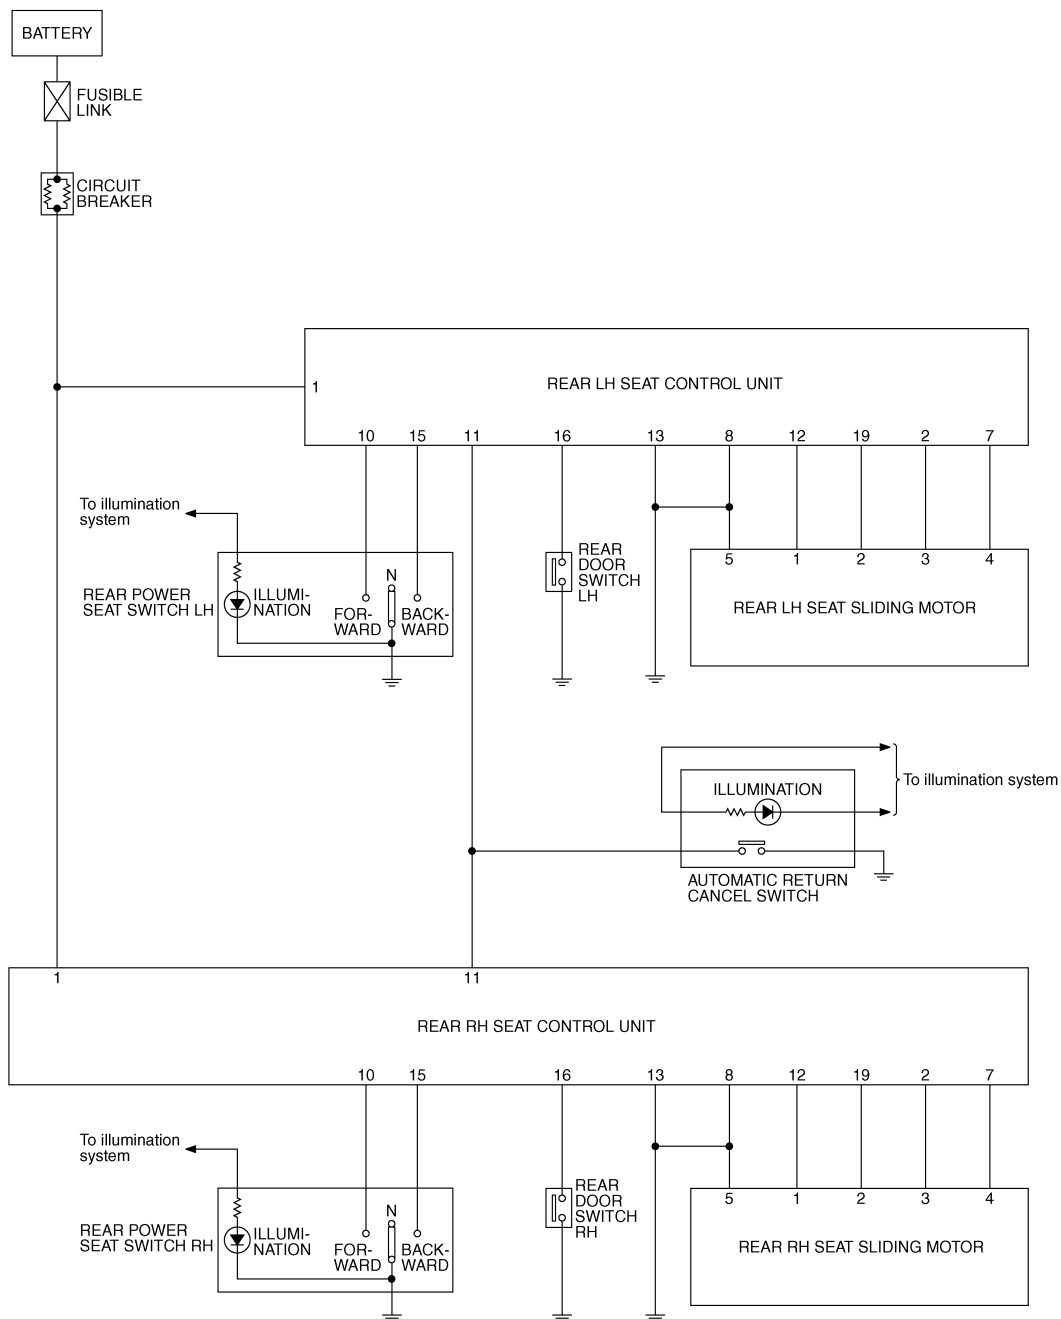 BATTERY
FUSIBLE
LINK
CIRCUIT
BREAKER
1
REAR LH SEAT CONTROL UNIT
10 15 11 16 13 8 12 19 2 7
To illumination
system
REAR POWER
SEAT SWITCH LH
ILLUMI-
NATION
FOR-
WARD
N
BACK-
WARD
REAR
DOOR
SWITCH
LH
5 1 2 3 4
REAR LH SEAT SLIDING MOTOR
ILLUMINATION
To illumination system
AUTOMATIC RETURN
CANCEL SWITCH
1 11
REAR RH SEAT CONTROL UNIT
10 15 16 13 8 12 19 2 7
To illumination
system
REAR POWER
SEAT SWITCH RH
ILLUMI-
NATION
FOR-
WARD
N
BACK-
WARD
REAR
DOOR
SWITCH
RH
5 1 2 3 4
REAR RH SEAT SLIDING MOTOR